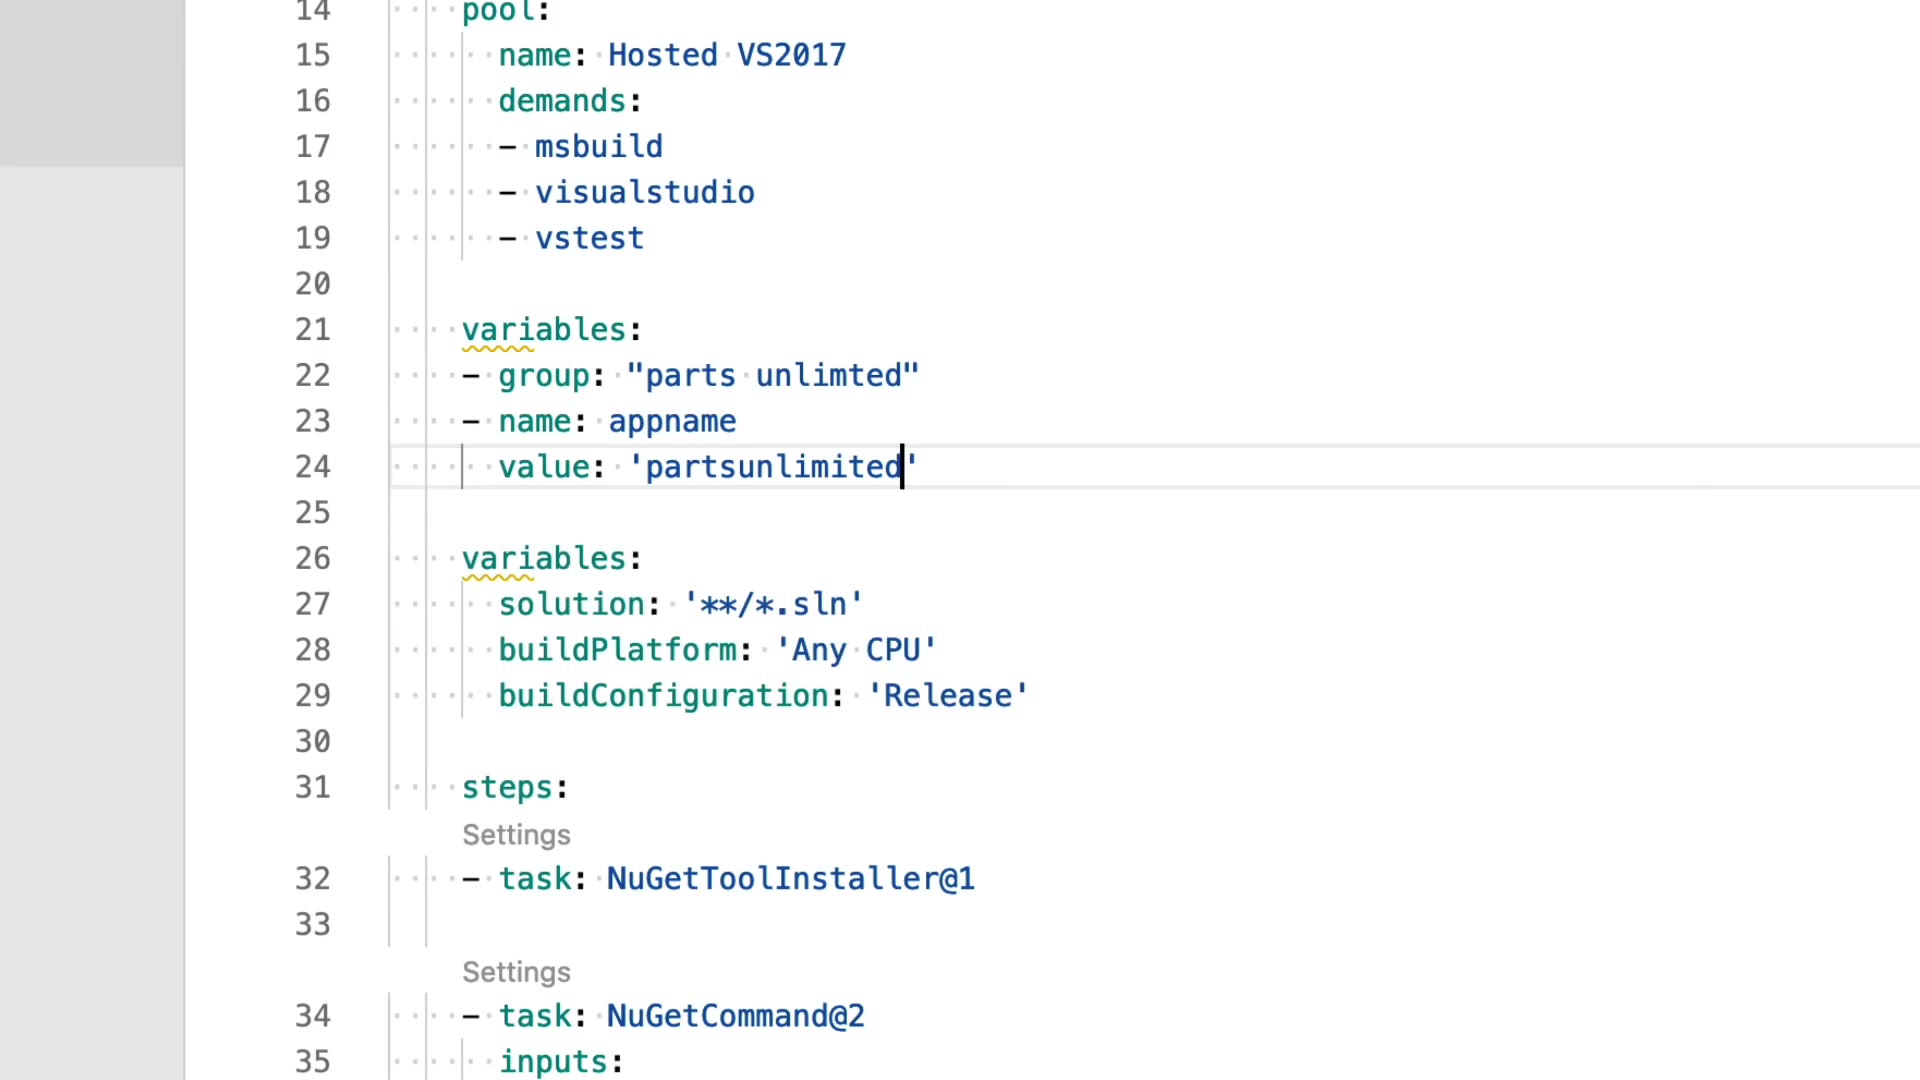 14 pool:
15 name: Hosted VS2017
16 demands:
17 - msbuild
18 - visualstudio
19 - vstest
20
21 variables:
22 - group: "parts unlimted"
23 - name: appname
24 value: 'partsunlimited'
25
26 variables:
27 solution: '**/*.sln'
28 buildPlatform: 'Any CPU'
29 buildConfiguration: 'Release'
30
31 steps:
Settings
32 - task: NuGetToolInstaller@1
33
Settings
34 - task: NuGetCommand@2
35 inputs: